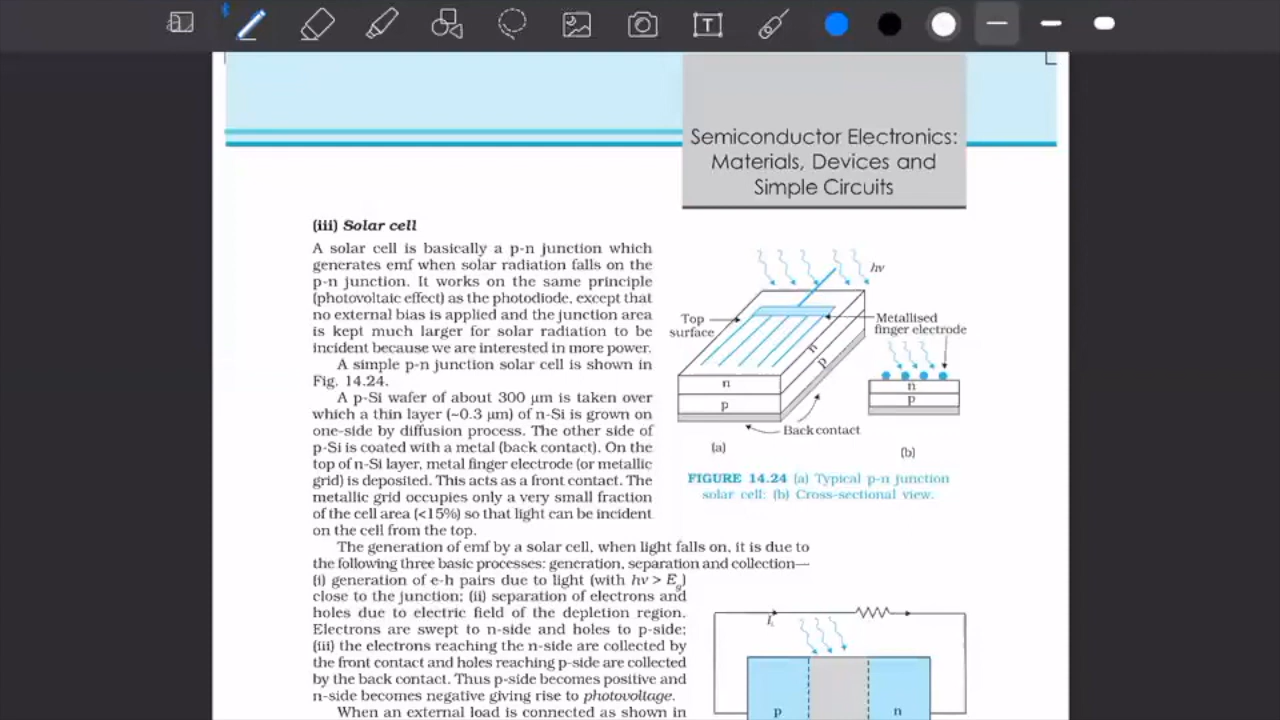 T
Semiconductor Electronics:
Materials, Devices and
Simple Circuits
(iii) Solar cell
A solar cell is basically a p-n junction which
generates emf when solar radiation falls on the
p-n junction. It works on the same principle
(photovoltaic effect) as the photodiode, except that
no external bias is applied and the junction area
is kept much larger for solar radiation to be
incident because we are interested in more power.
A simple p-n junction solar cell is shown in
Fig. 14.24.
A p-Si wafer of about 300 μm is taken over
which a thin layer (~0.3 μm) of n-Si is grown on
one-side by diffusion process. The other side of
p-Si is coated with a metal (back contact). On the
top of n-Si layer, metal finger electrode (or metallic
grid) is deposited. This acts as a front contact. The
metallic grid occupies only a very small fraction
of the cell area (<15%) so that light can be incident
on the cell from the top.
hν
Top
surface
Metallised
finger electrode
n
p
n
p
n
p
Back contact
(a)
(b)
FIGURE 14.24 (a) Typical p-n junction
solar cell; (b) Cross-sectional view.
The generation of emf by a solar cell, when light falls on, it is due to
the following three basic processes: generation, separation and collection—
(i) generation of e-h pairs due to light (with hν > Eg)
close to the junction; (ii) separation of electrons and
holes due to electric field of the depletion region.
Electrons are swept to n-side and holes to p-side;
(iii) the electrons reaching the n-side are collected by
the front contact and holes reaching p-side are collected
by the back contact. Thus p-side becomes positive and
n-side becomes negative giving rise to photovoltage.
When an external load is connected as shown in
IL
p
n